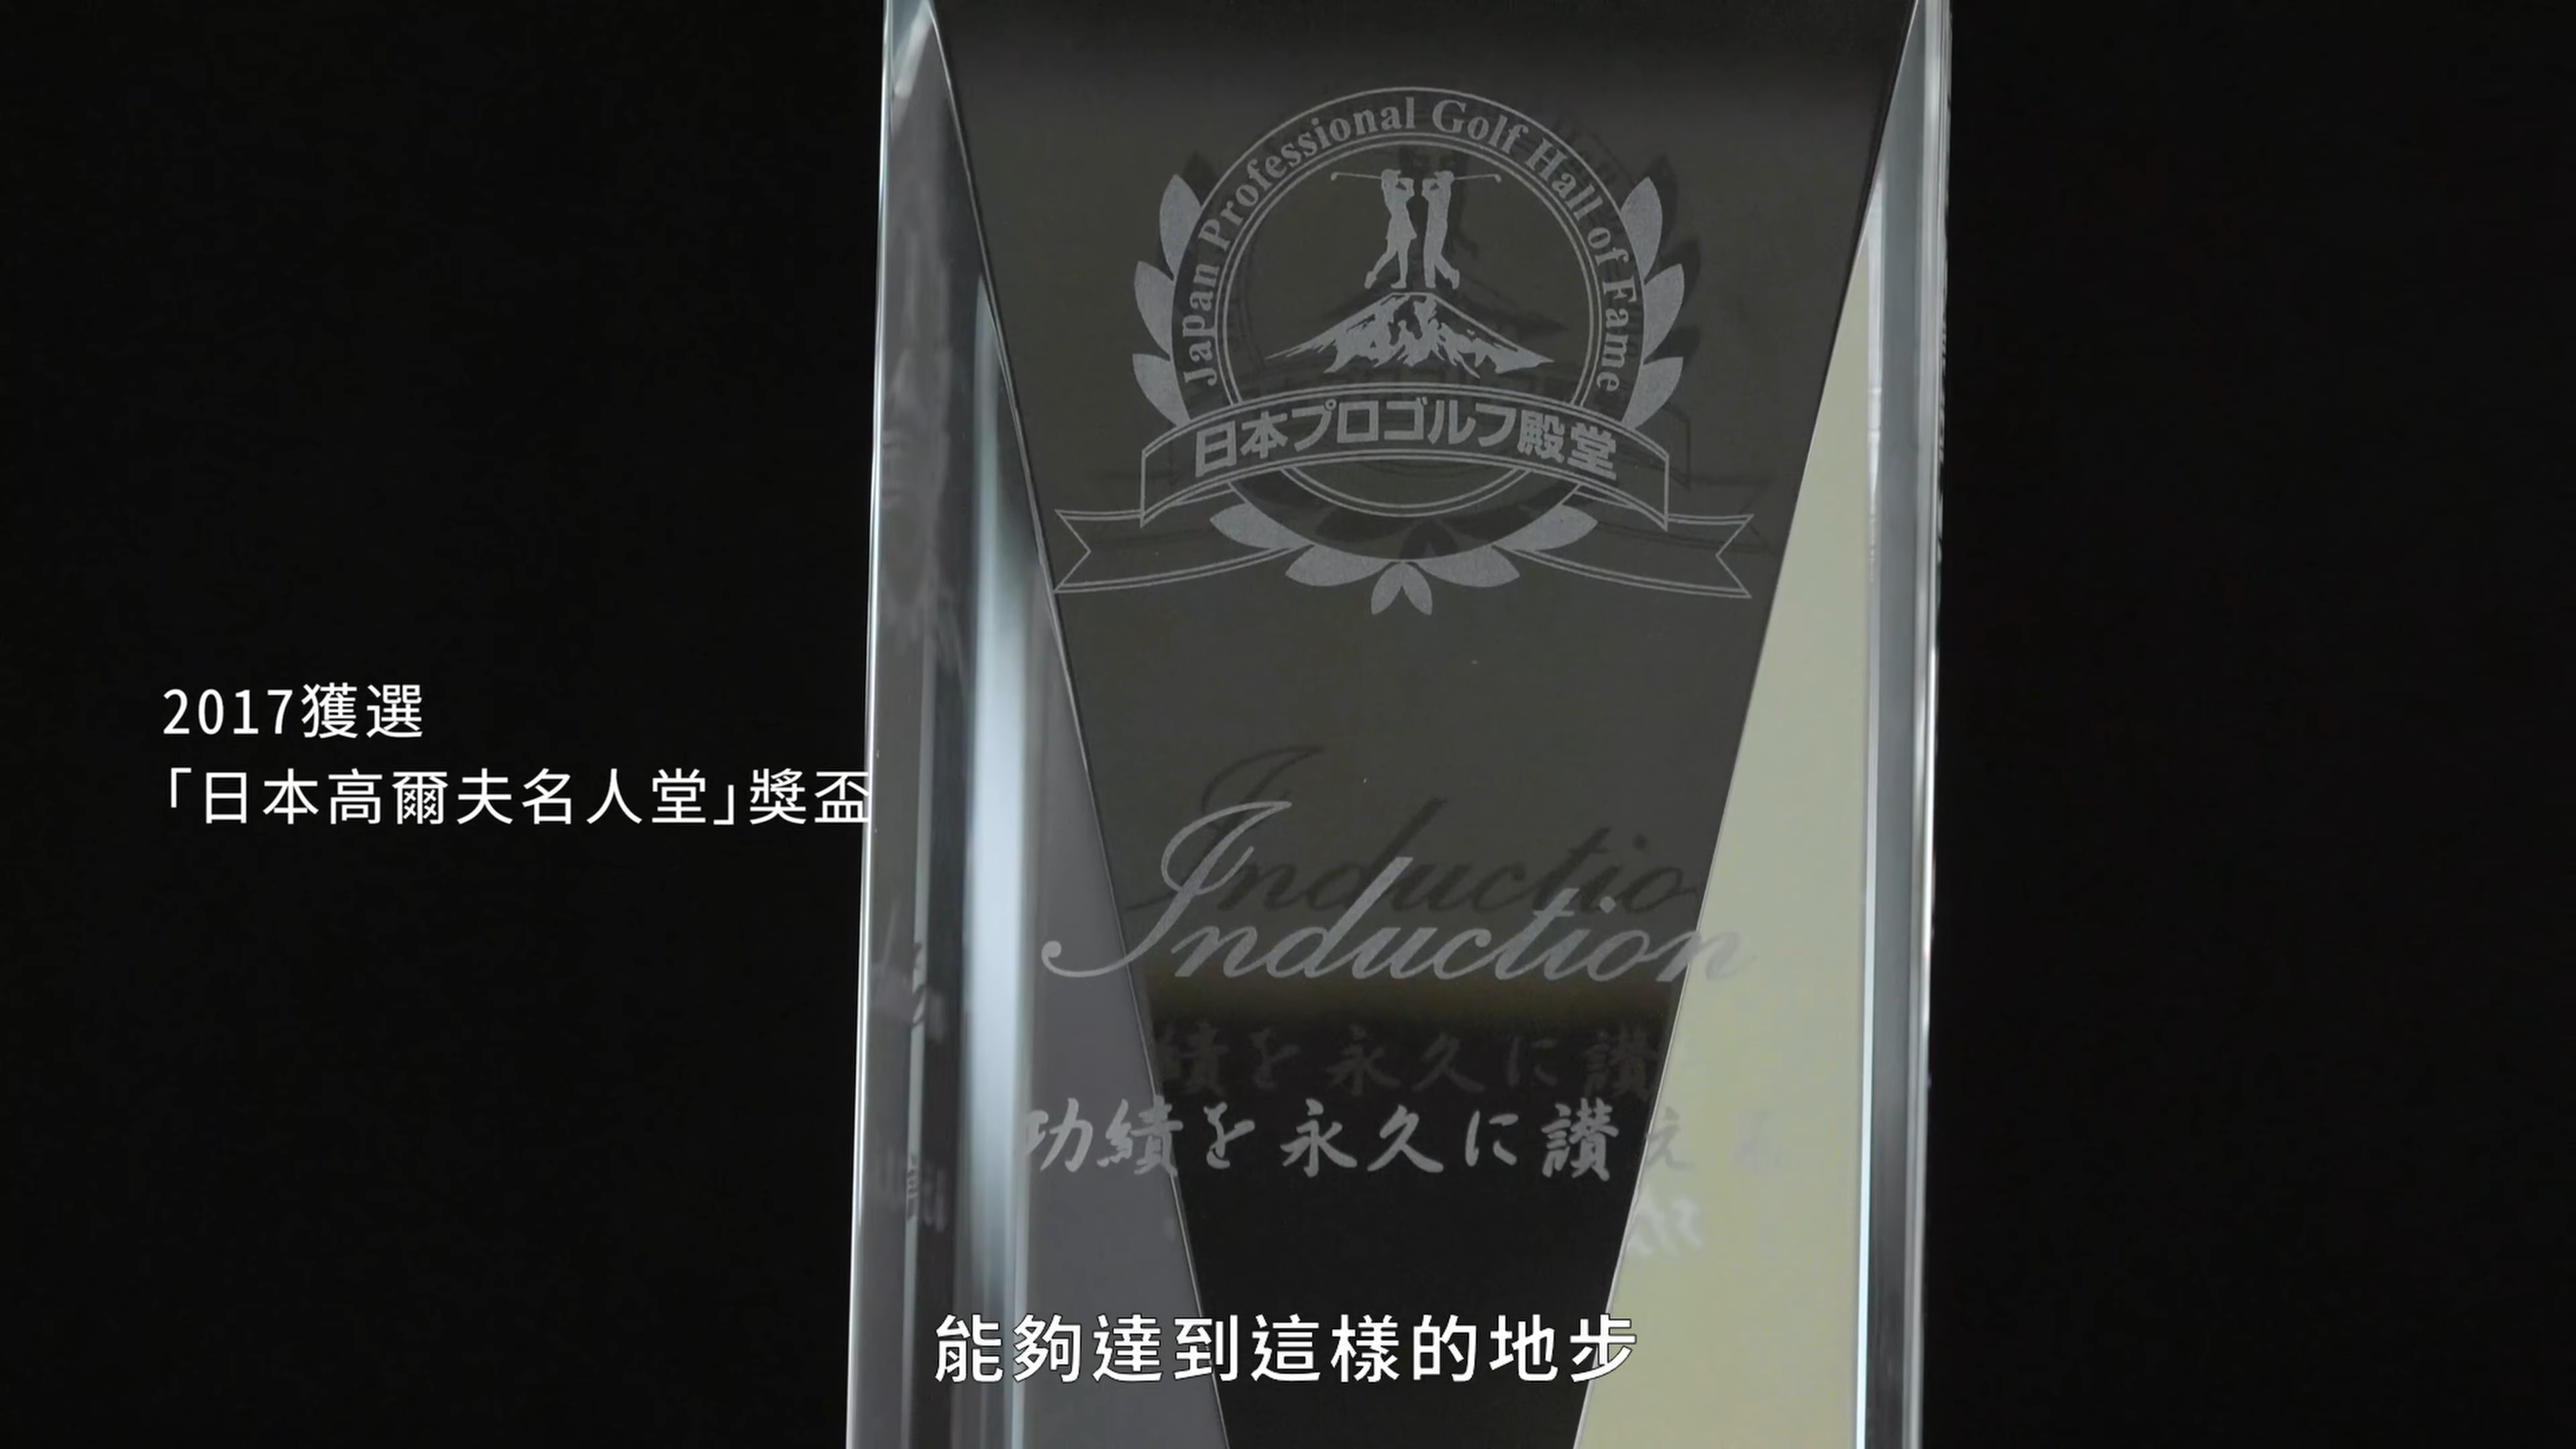 Japan Professional Golf Hall of Fame
日本プロゴルフ殿堂
2017獲選
「日本高爾夫名人堂」獎盃
Induction
功績を永久に讃え
能夠達到這樣的地步